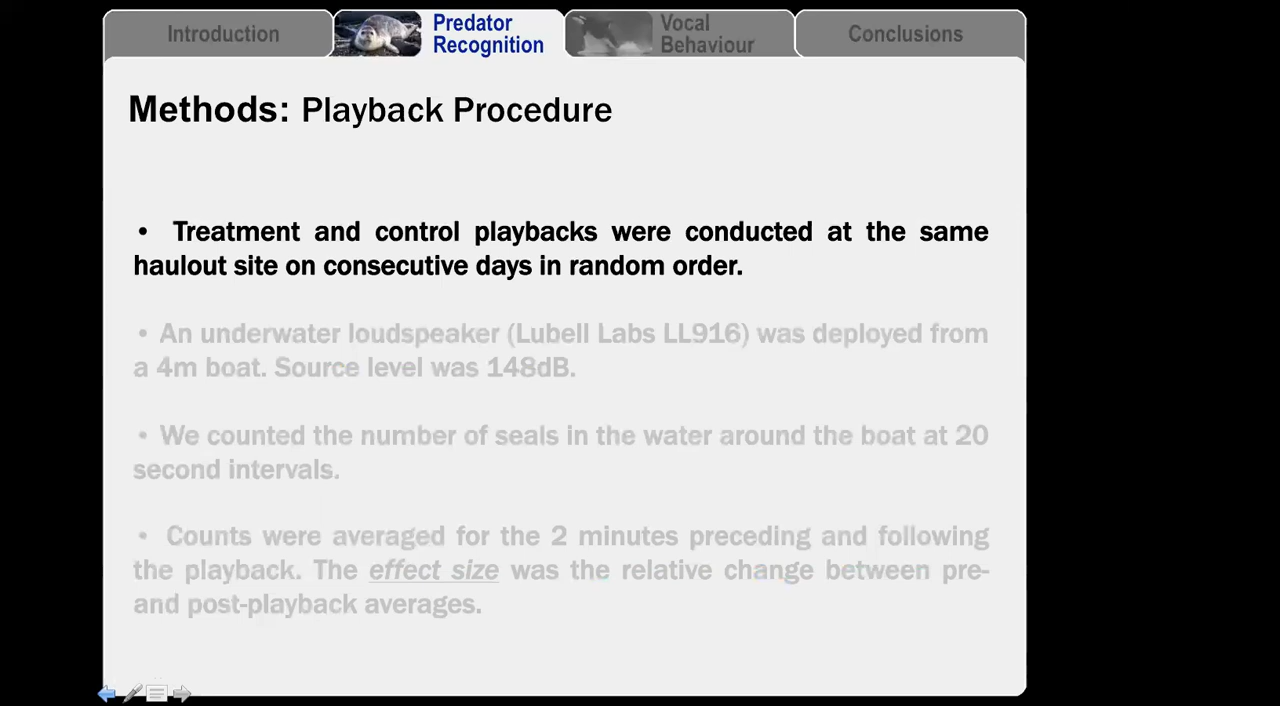 Introduction
Predator
Recognition
Vocal
Behaviour
Conclusions
Methods: Playback Procedure
• Treatment and control playbacks were conducted at the same
haulout site on consecutive days in random order.
• An underwater loudspeaker (Lubell Labs LL916) was deployed from
a 4m boat. Source level was 148dB.
• We counted the number of seals in the water around the boat at 20
second intervals.
• Counts were averaged for the 2 minutes preceding and following
the playback. The effect size was the relative change between pre-
and post-playback averages.